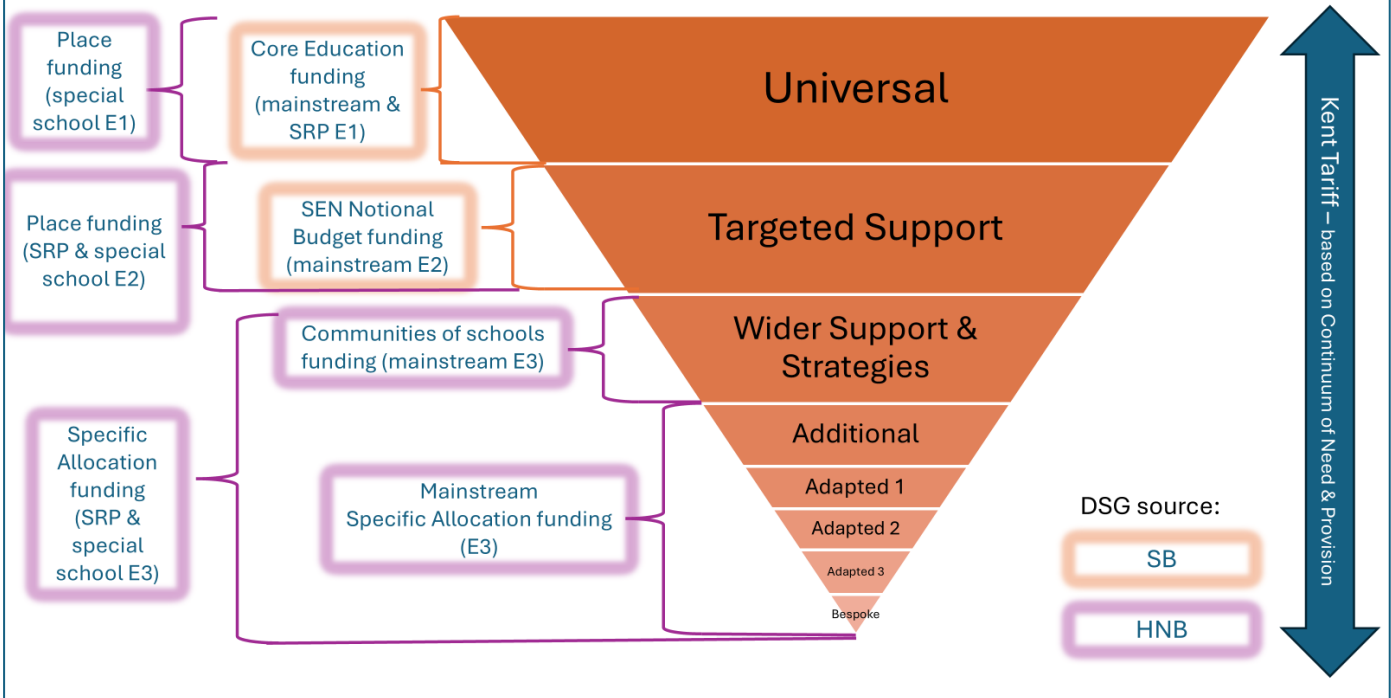 Place
funding
(special
school E1)
Core Education
funding
(mainstream &
SRP E1)
Universal
Place funding
(SRP & special
school E2)
SEN Notional
Budget funding
(mainstream E2)
Targeted Support
Communities of schools
funding (mainstream E3)
Wider Support &
Strategies
Specific
Allocation
funding
(SRP &
special
school E3)
Mainstream
Specific Allocation funding
(E3)
Additional
Adapted 1
Adapted 2
Adapted 3
Bespoke
DSG source:
SB
HNB
Kent Tariff – based on Continuum of Need & Provision